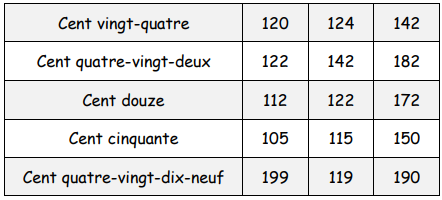 Cent vingt-quatre 120 124 142
Cent quatre-vingt-deux 122 142 182
Cent douze 112 122 172
Cent cinquante 105 115 150
Cent quatre-vingt-dix-neuf 199 119 190